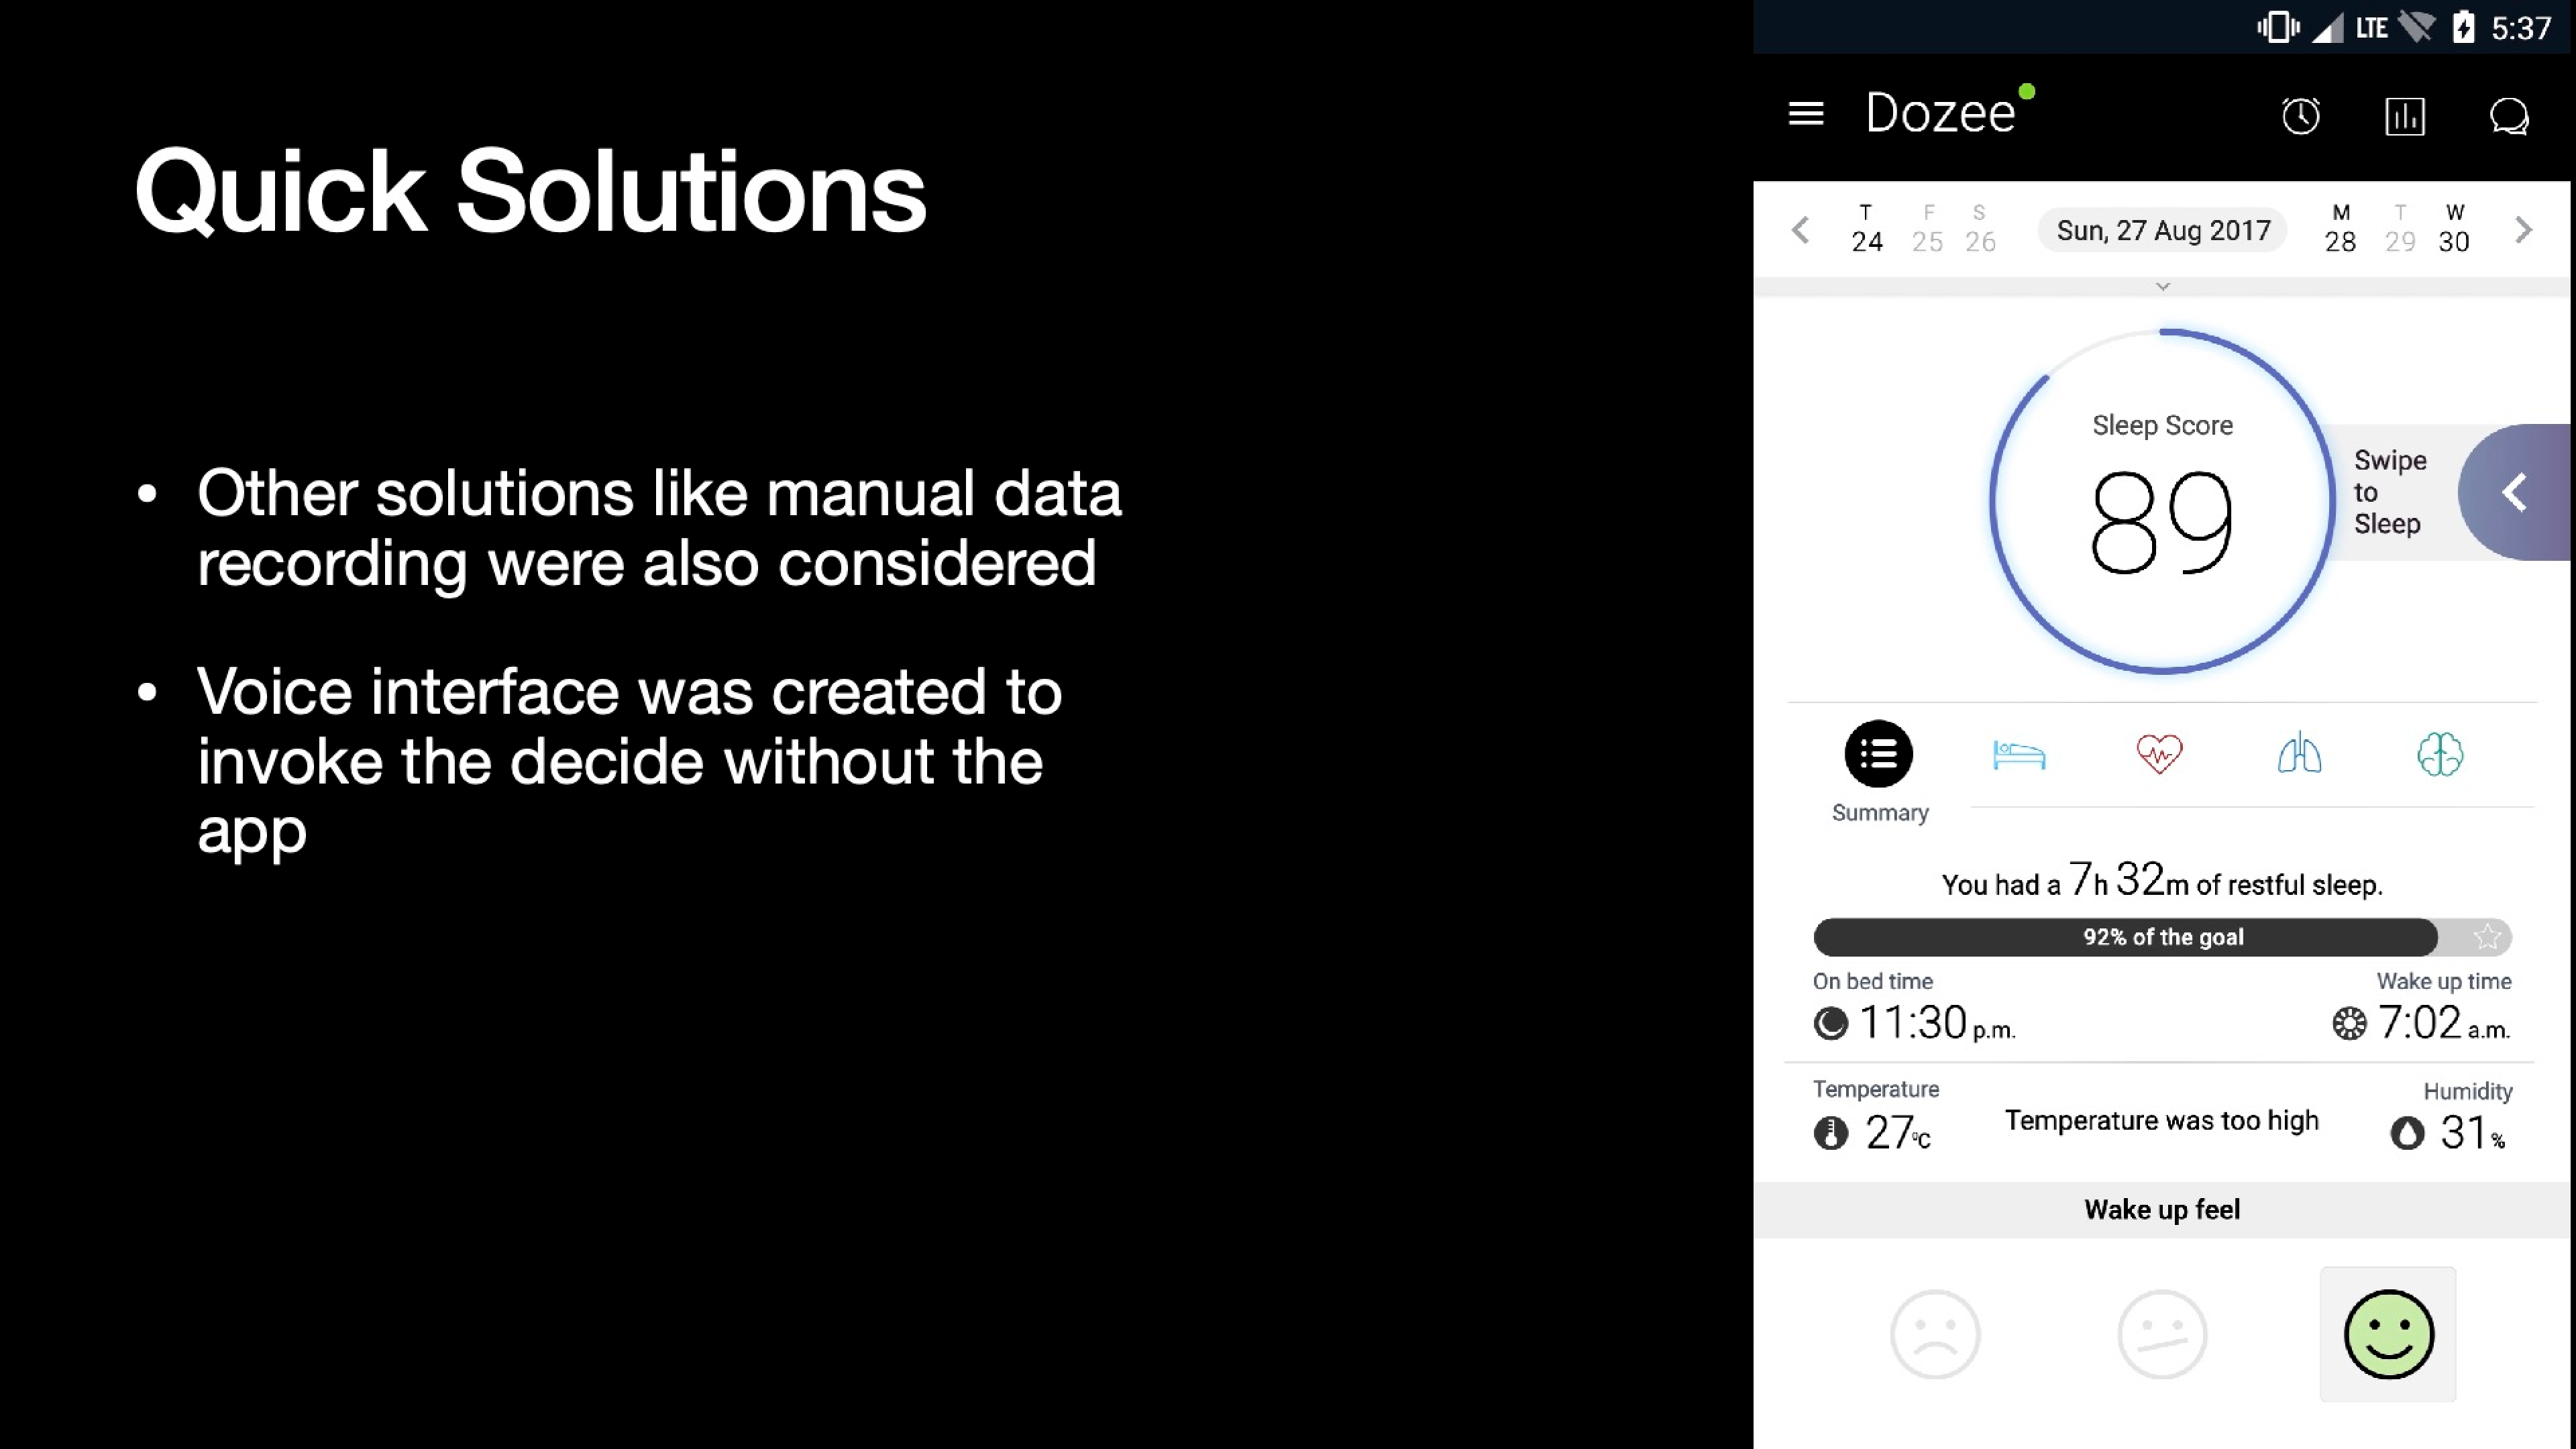 Quick Solutions
• Other solutions like manual data
recording were also considered
• Voice interface was created to
invoke the decide without the
app
LTE 5:37
Dozee
T F S M T W
24 25 26 Sun, 27 Aug 2017 28 29 30
Sleep Score
89
Swipe
to
Sleep
Summary
You had a 7h 32m of restful sleep.
92% of the goal
On bed time Wake up time
11:30 p.m. 7:02 a.m.
Temperature Humidity
27°C Temperature was too high 31%
Wake up feel